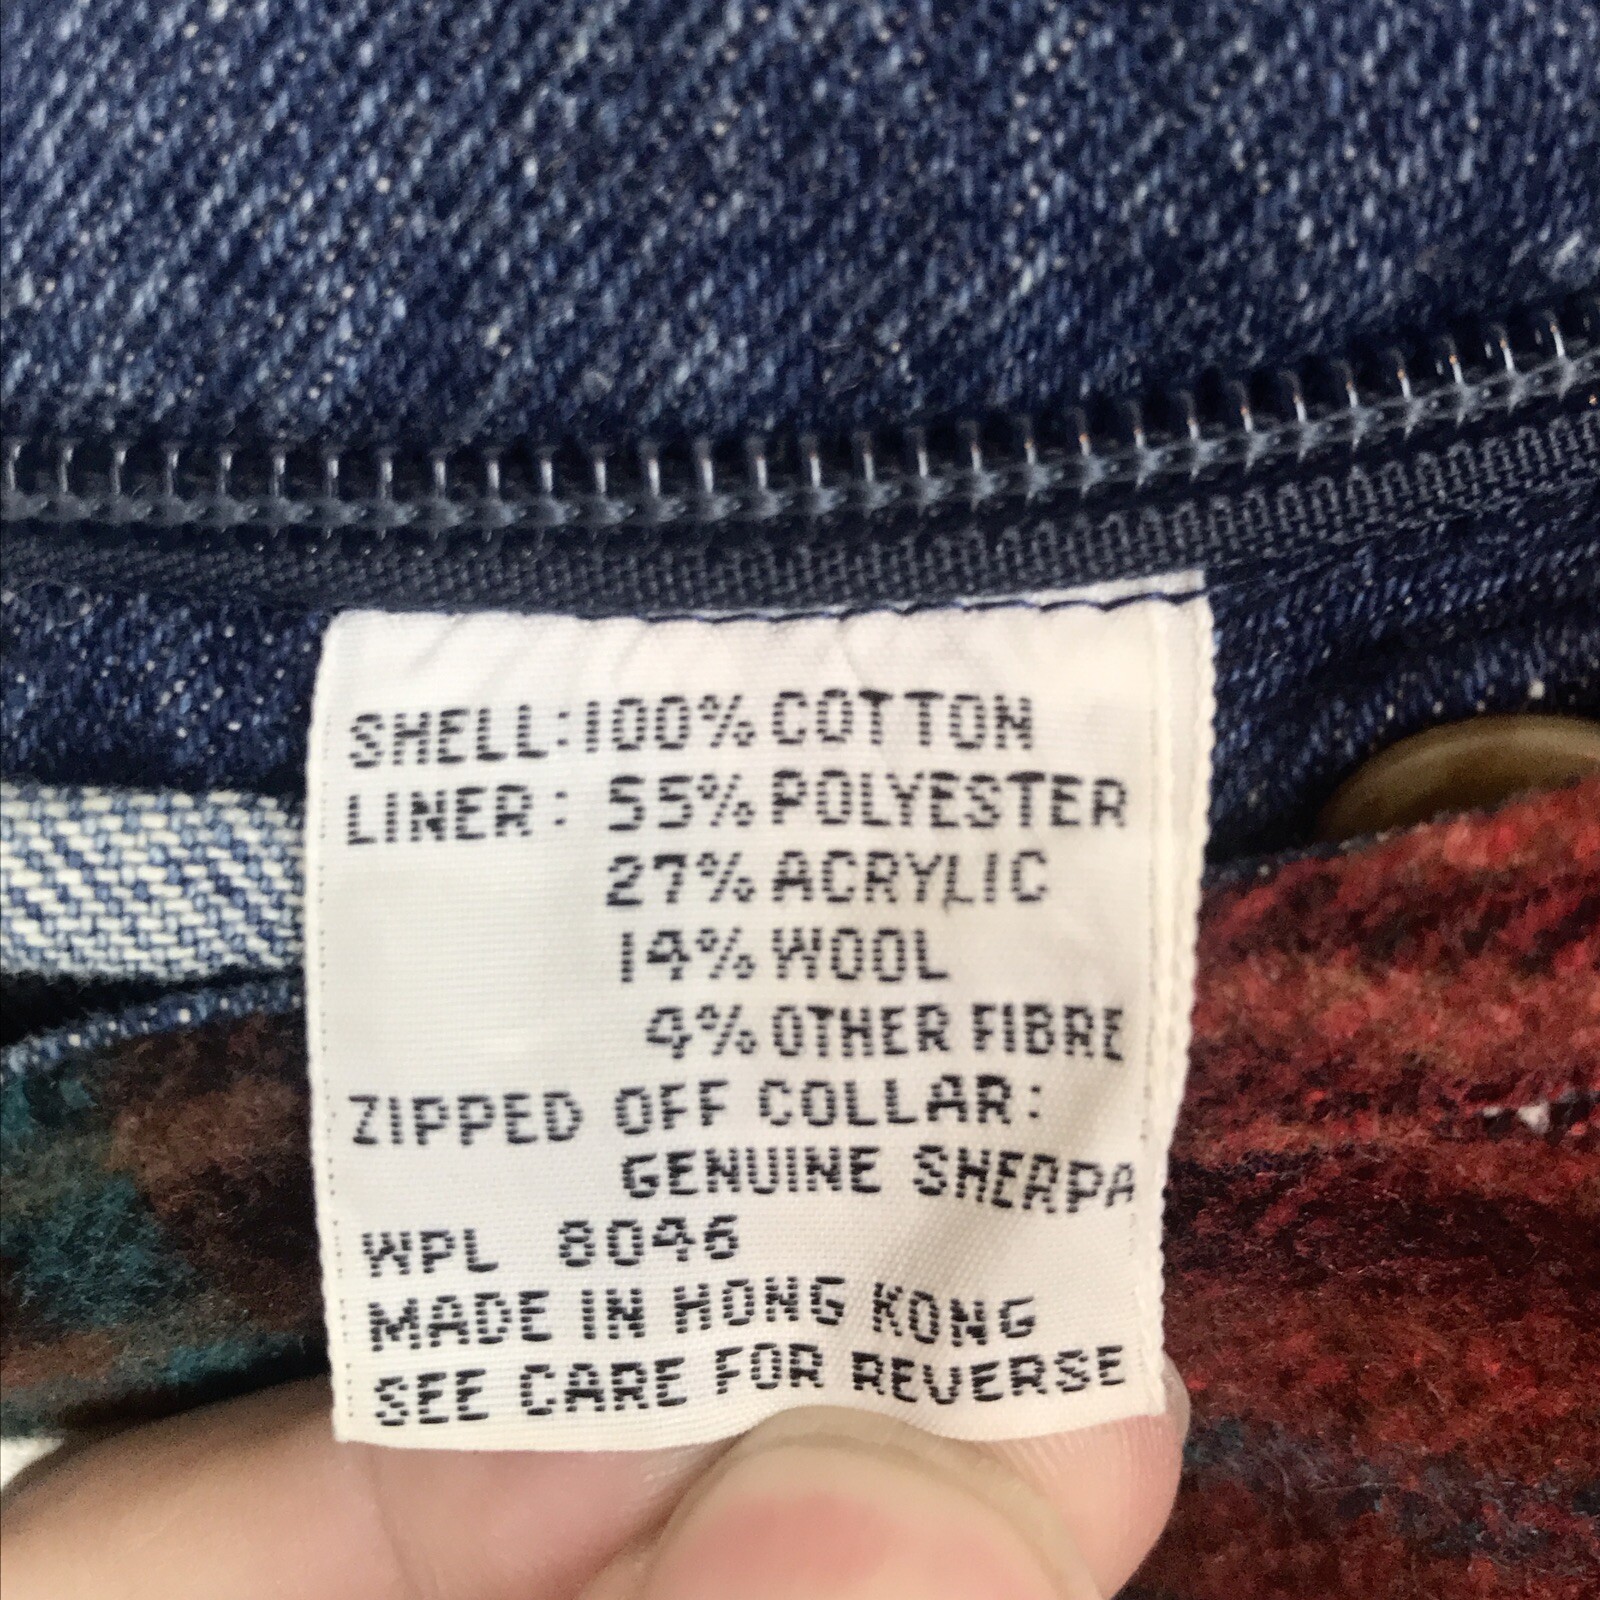 SHELL: 100% COTTON
LINER: 55% POLYESTER
27% ACRYLIC
14% WOOL
4% OTHER FIBRE
ZIPPED OFF COLLAR:
GENUINE SHERPA
WPL 8046
MADE IN HONG KONG
SEE CARE FOR REVERSE